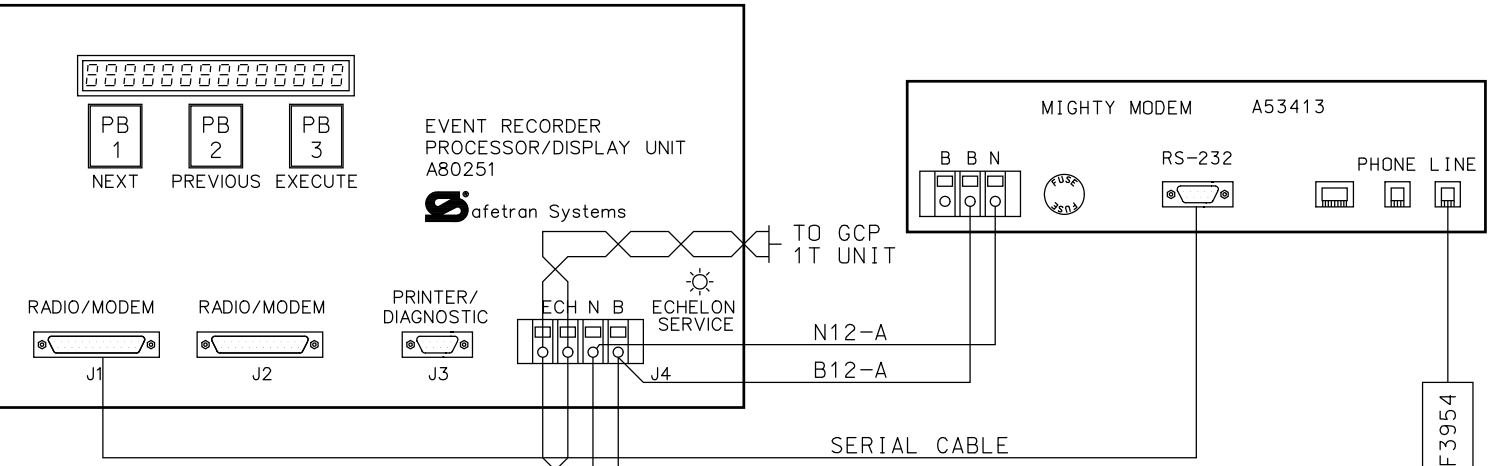 PB
1
PB
2
PB
3
NEXT
PREVIOUS
EXECUTE
EVENT RECORDER
PROCESSOR/DISPLAY UNIT
A80251
Safetran Systems
MIGHTY MODEM A53413
B B N
FUSE
FUSE
RS-232
PHONE LINE
TO GCP
1T UNIT
RADIO/MODEM
J1
RADIO/MODEM
J2
PRINTER/
DIAGNOSTIC
J3
ECH N B
J4
ECHELON
SERVICE
N12-A
B12-A
SERIAL CABLE
F3954